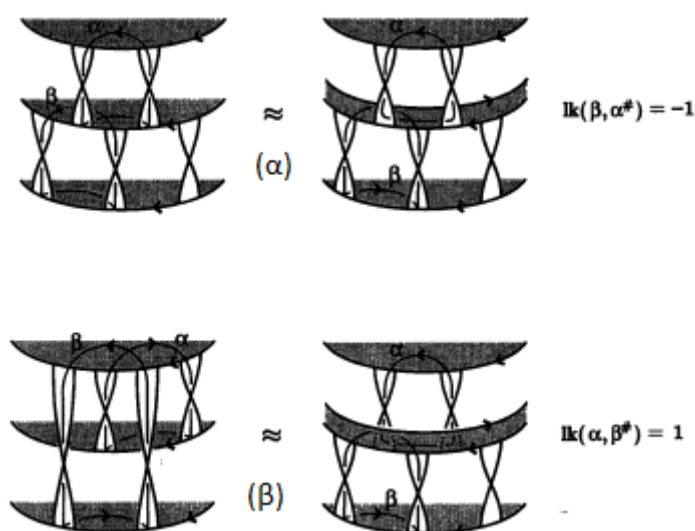 α α
β ≈ lk(β, α#) = −1
(α) β
β α α
≈ lk(α, β#) = 1
(β) β